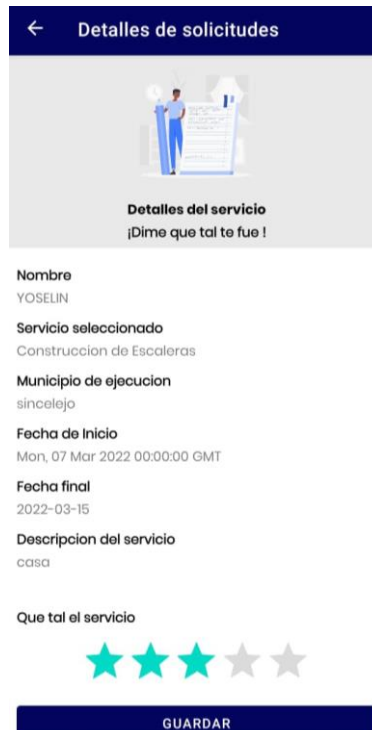 Detalles de solicitudes
Detalles del servicio
¡Dime que tal te fue !
Nombre
YOSELIN
Servicio seleccionado
Construccion de Escaleras
Municipio de ejecucion
sincelejo
Fecha de Inicio
Mon, 07 Mar 2022 00:00:00 GMT
Fecha final
2022-03-15
Descripcion del servicio
casa
Que tal el servicio
GUARDAR